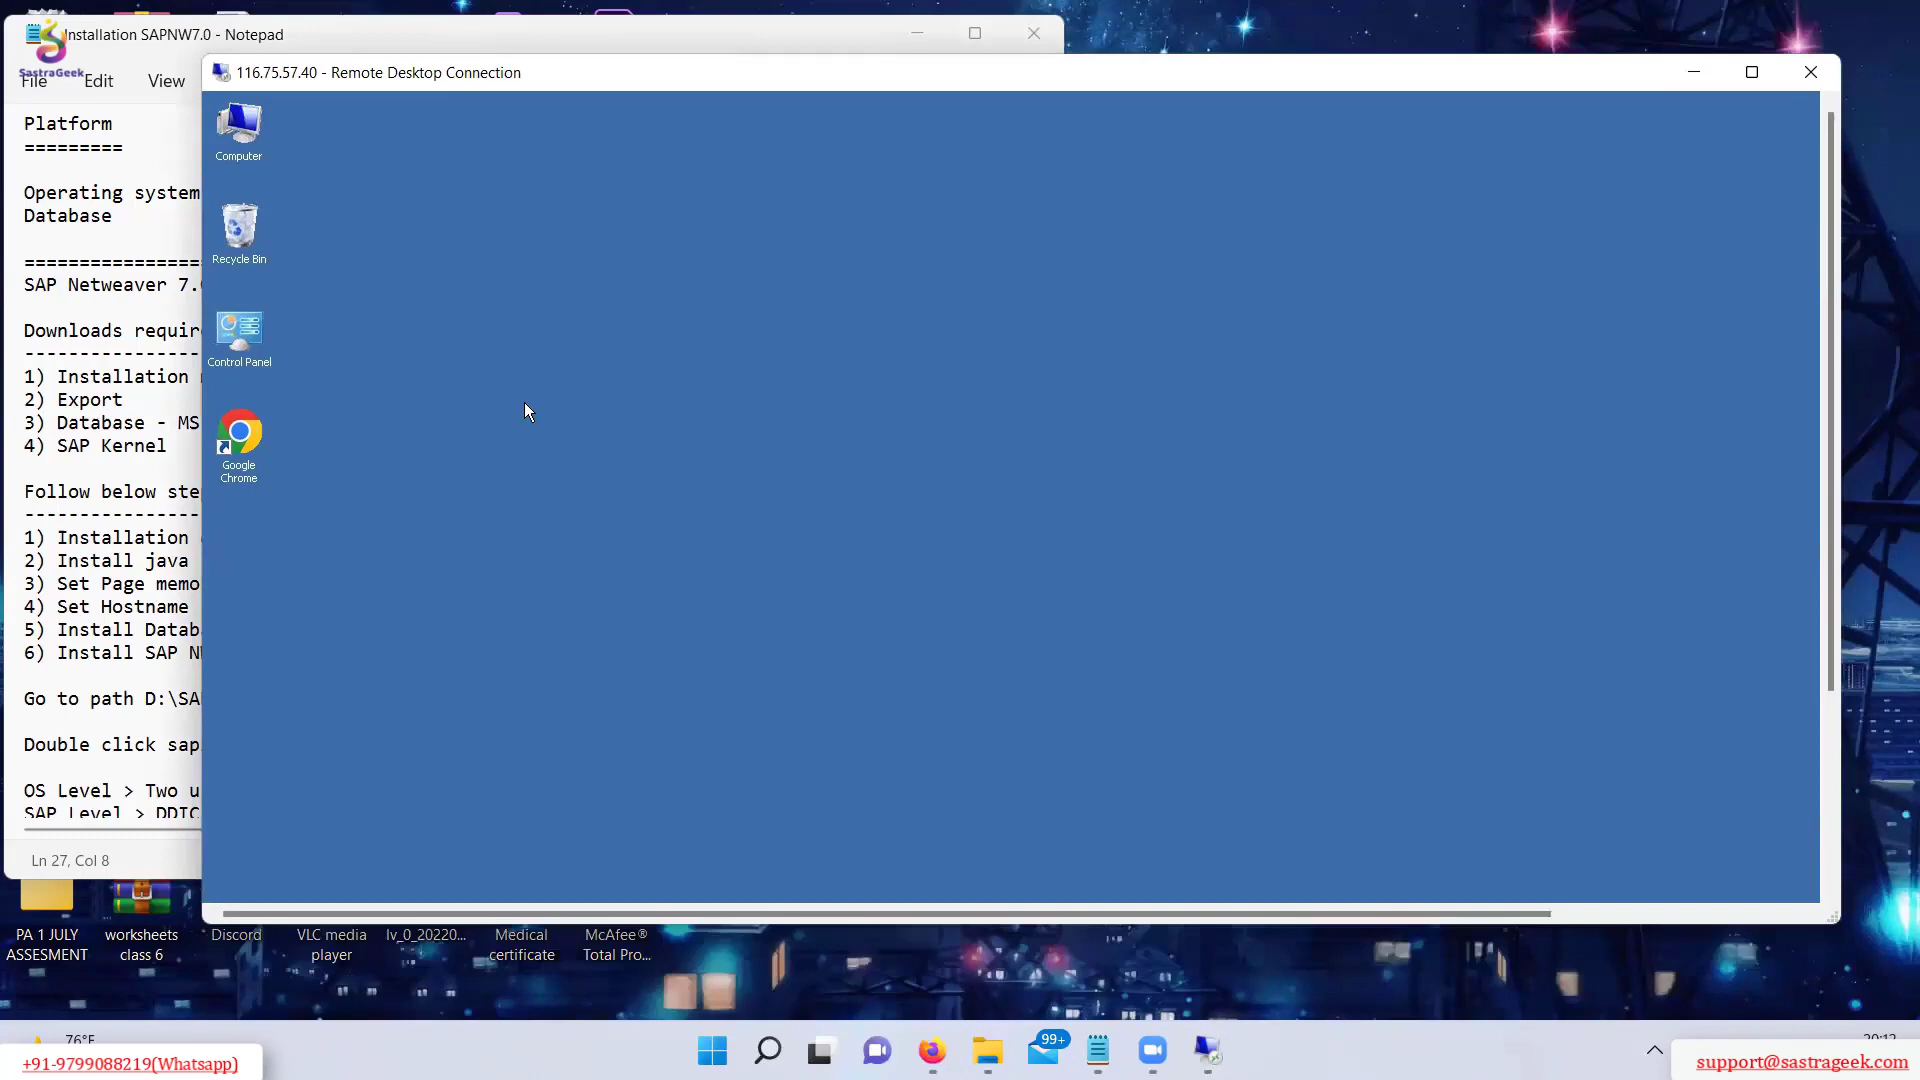 Installation SAPNW7.0 - Notepad
SastraGeek
File Edit View
116.75.57.40 - Remote Desktop Connection
Platform
=========
Operating system
Database
================
SAP Netweaver 7.
Downloads requir
----------------
1) Installation
2) Export
3) Database - MS
4) SAP Kernel
Follow below ste
----------------
1) Installation
2) Install java
3) Set Page memo
4) Set Hostname
5) Install Datab
6) Install SAP N
Go to path D:\SA
Double click sap
OS Level > Two u
SAP Level > DDIC
Ln 27, Col 8
Computer
Recycle Bin
Control Panel
Google
Chrome
PA 1 JULY
ASSESMENT
worksheets
class 6
Discord
VLC media
player
lv_0_20220...
Medical
certificate
McAfee®
Total Pro...
76°F
+91-9799088219(Whatsapp)
99+
20:12
support@sastrageek.com